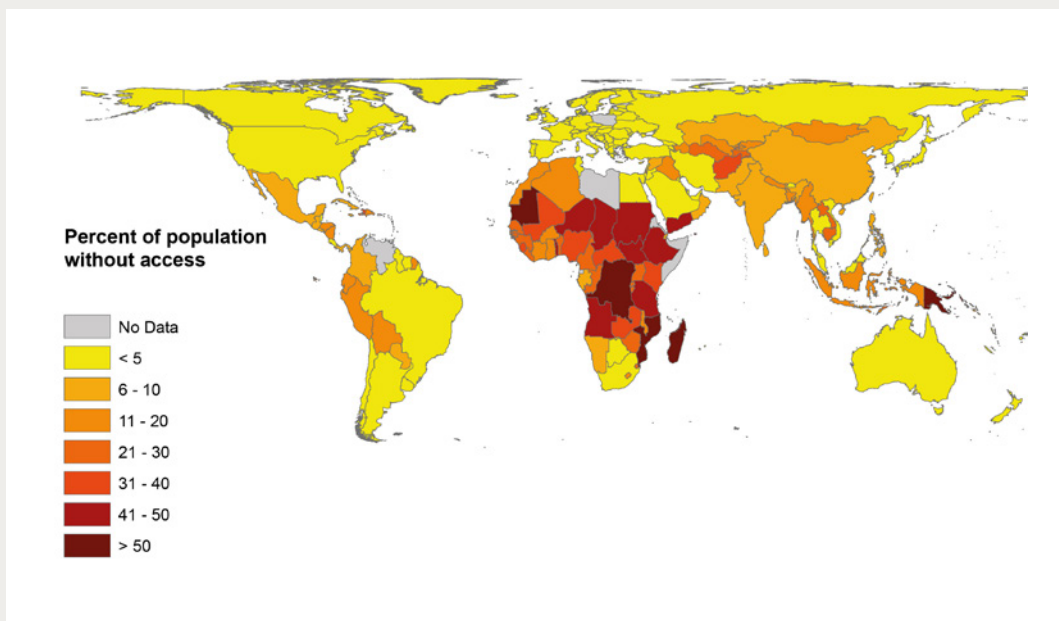 Percent of population
without access
No Data
< 5
6 - 10
11 - 20
21 - 30
31 - 40
41 - 50
> 50